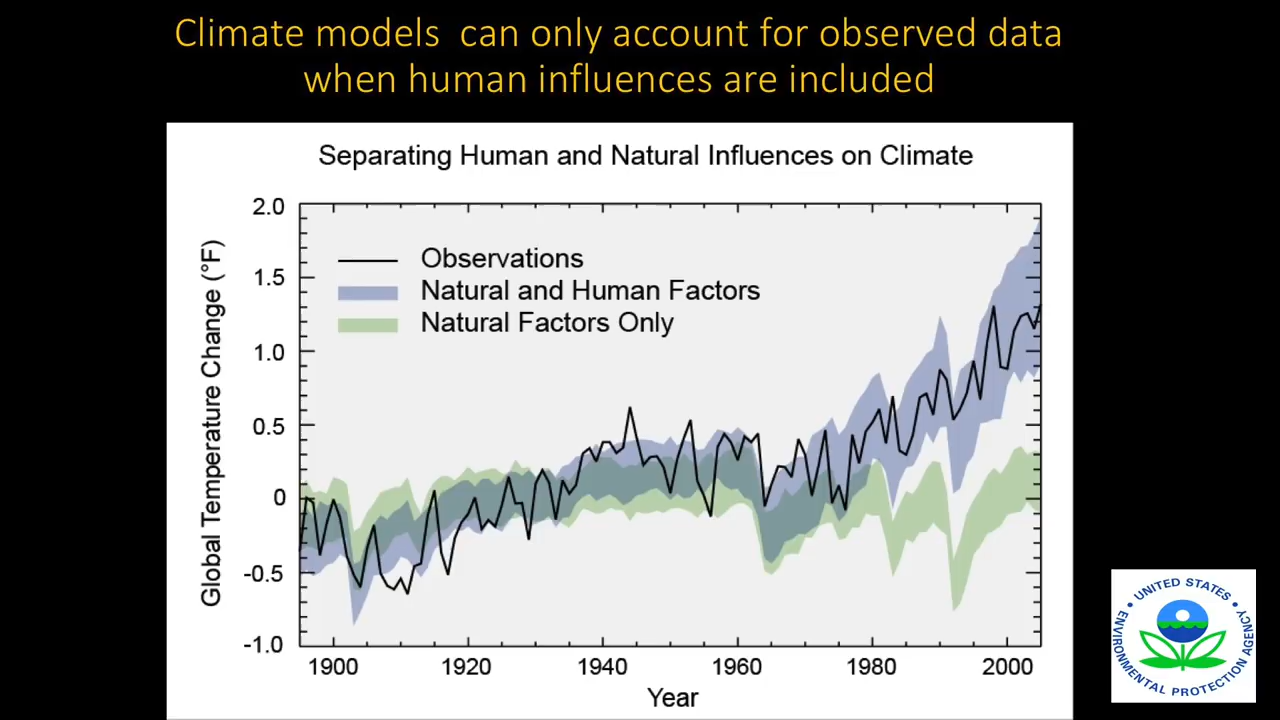 Climate models can only account for observed data
when human influences are included
Separating Human and Natural Influences on Climate
Observations
Natural and Human Factors
Natural Factors Only
Global Temperature Change (°F)
2.0
1.5
1.0
0.5
0
-0.5
-1.0
1900 1920 1940 1960 1980 2000
Year
UNITED STATES
ENVIRONMENTAL PROTECTION AGENCY